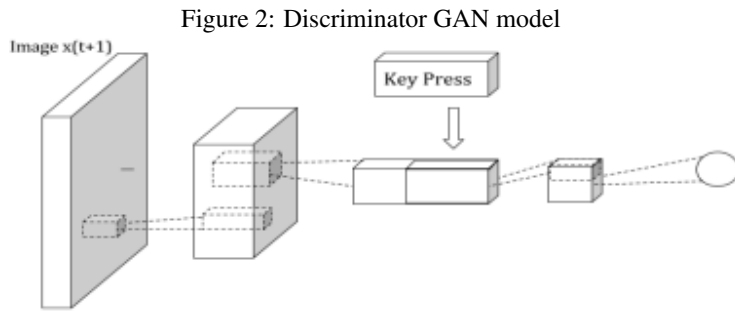 Figure 2: Discriminator GAN model
Image x(t+1)
Key Press